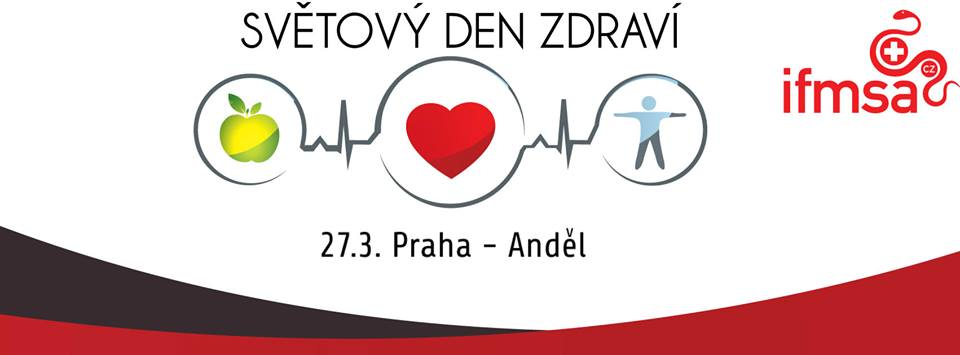 SVĚTOVÝ DEN ZDRAVÍ
ifmsa
CZ
27.3. Praha - Anděl